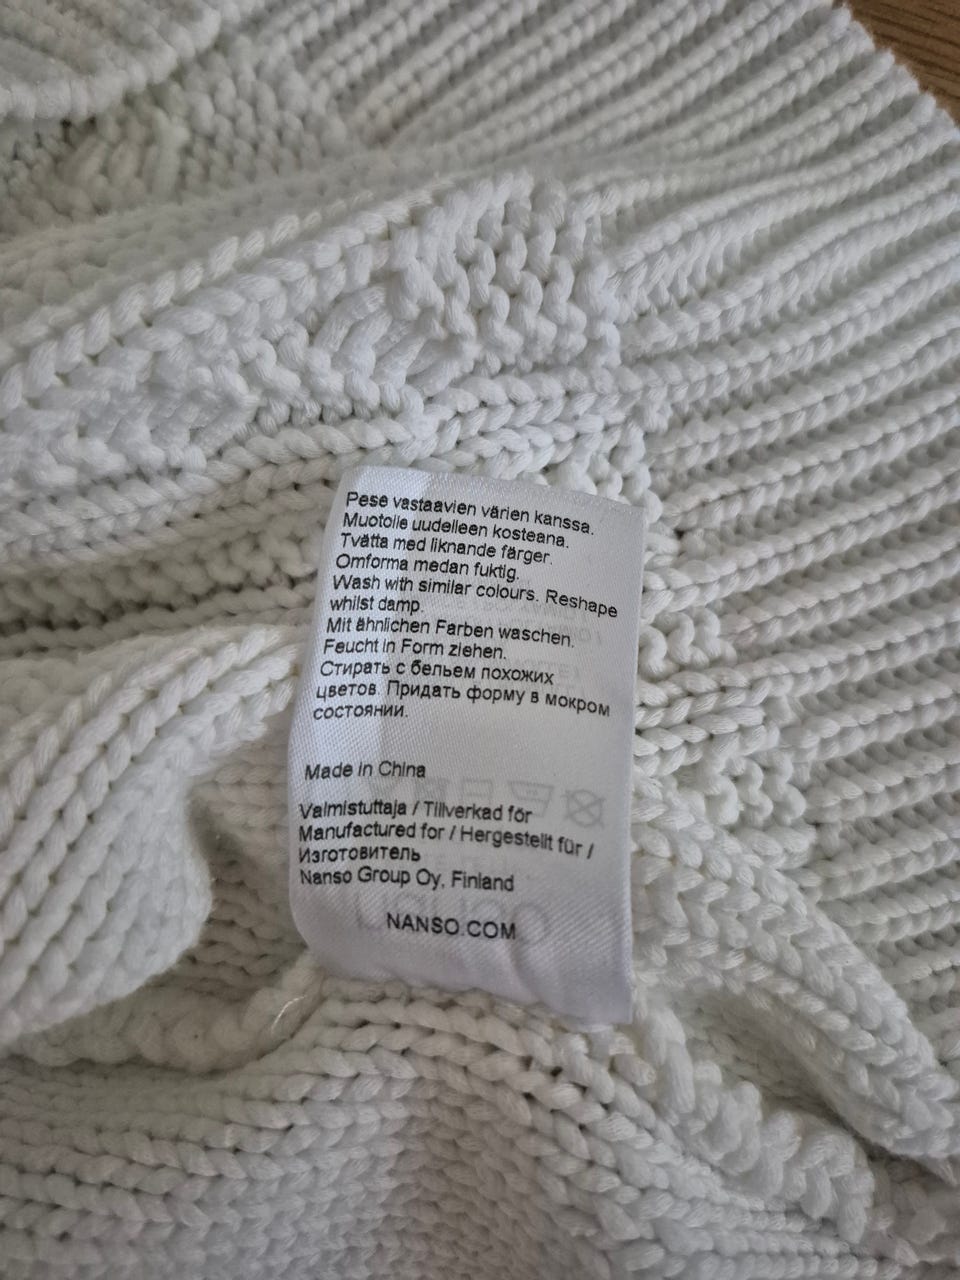 Pese vastaavien värien kanssa.
Muotoile uudelleen kosteana.
Tvätta med liknande färger.
Omforma medan fuktig.
Wash with similar colours. Reshape
whilst damp.
Mit ähnlichen Farben waschen.
Feucht in Form ziehen.
Стирать с бельем похожих
цветов. Придать форму в мокром
состоянии.
Made in China
Valmistuttaja / Tillverkad för
Manufactured for / Hergestellt für /
Изготовитель
Nanso Group Oy, Finland
NANSO.COM